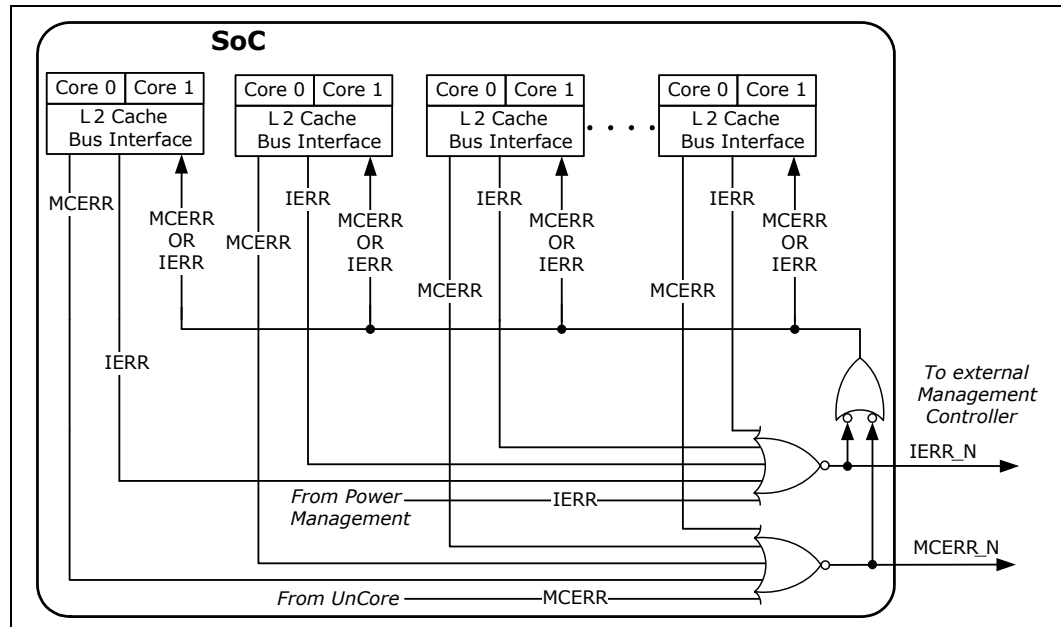 SoC
Core 0 Core 1
L 2 Cache
Bus Interface
Core 0 Core 1
L 2 Cache
Bus Interface
Core 0 Core 1
L 2 Cache
Bus Interface
Core 0 Core 1
L 2 Cache
Bus Interface
MCERR
IERR
MCERR
OR
IERR
MCERR
IERR
MCERR
OR
IERR
MCERR
IERR
MCERR
OR
IERR
MCERR
IERR
MCERR
OR
IERR
To external
Management
Controller
IERR_N
From Power
Management
IERR
MCERR_N
From UnCore
MCERR